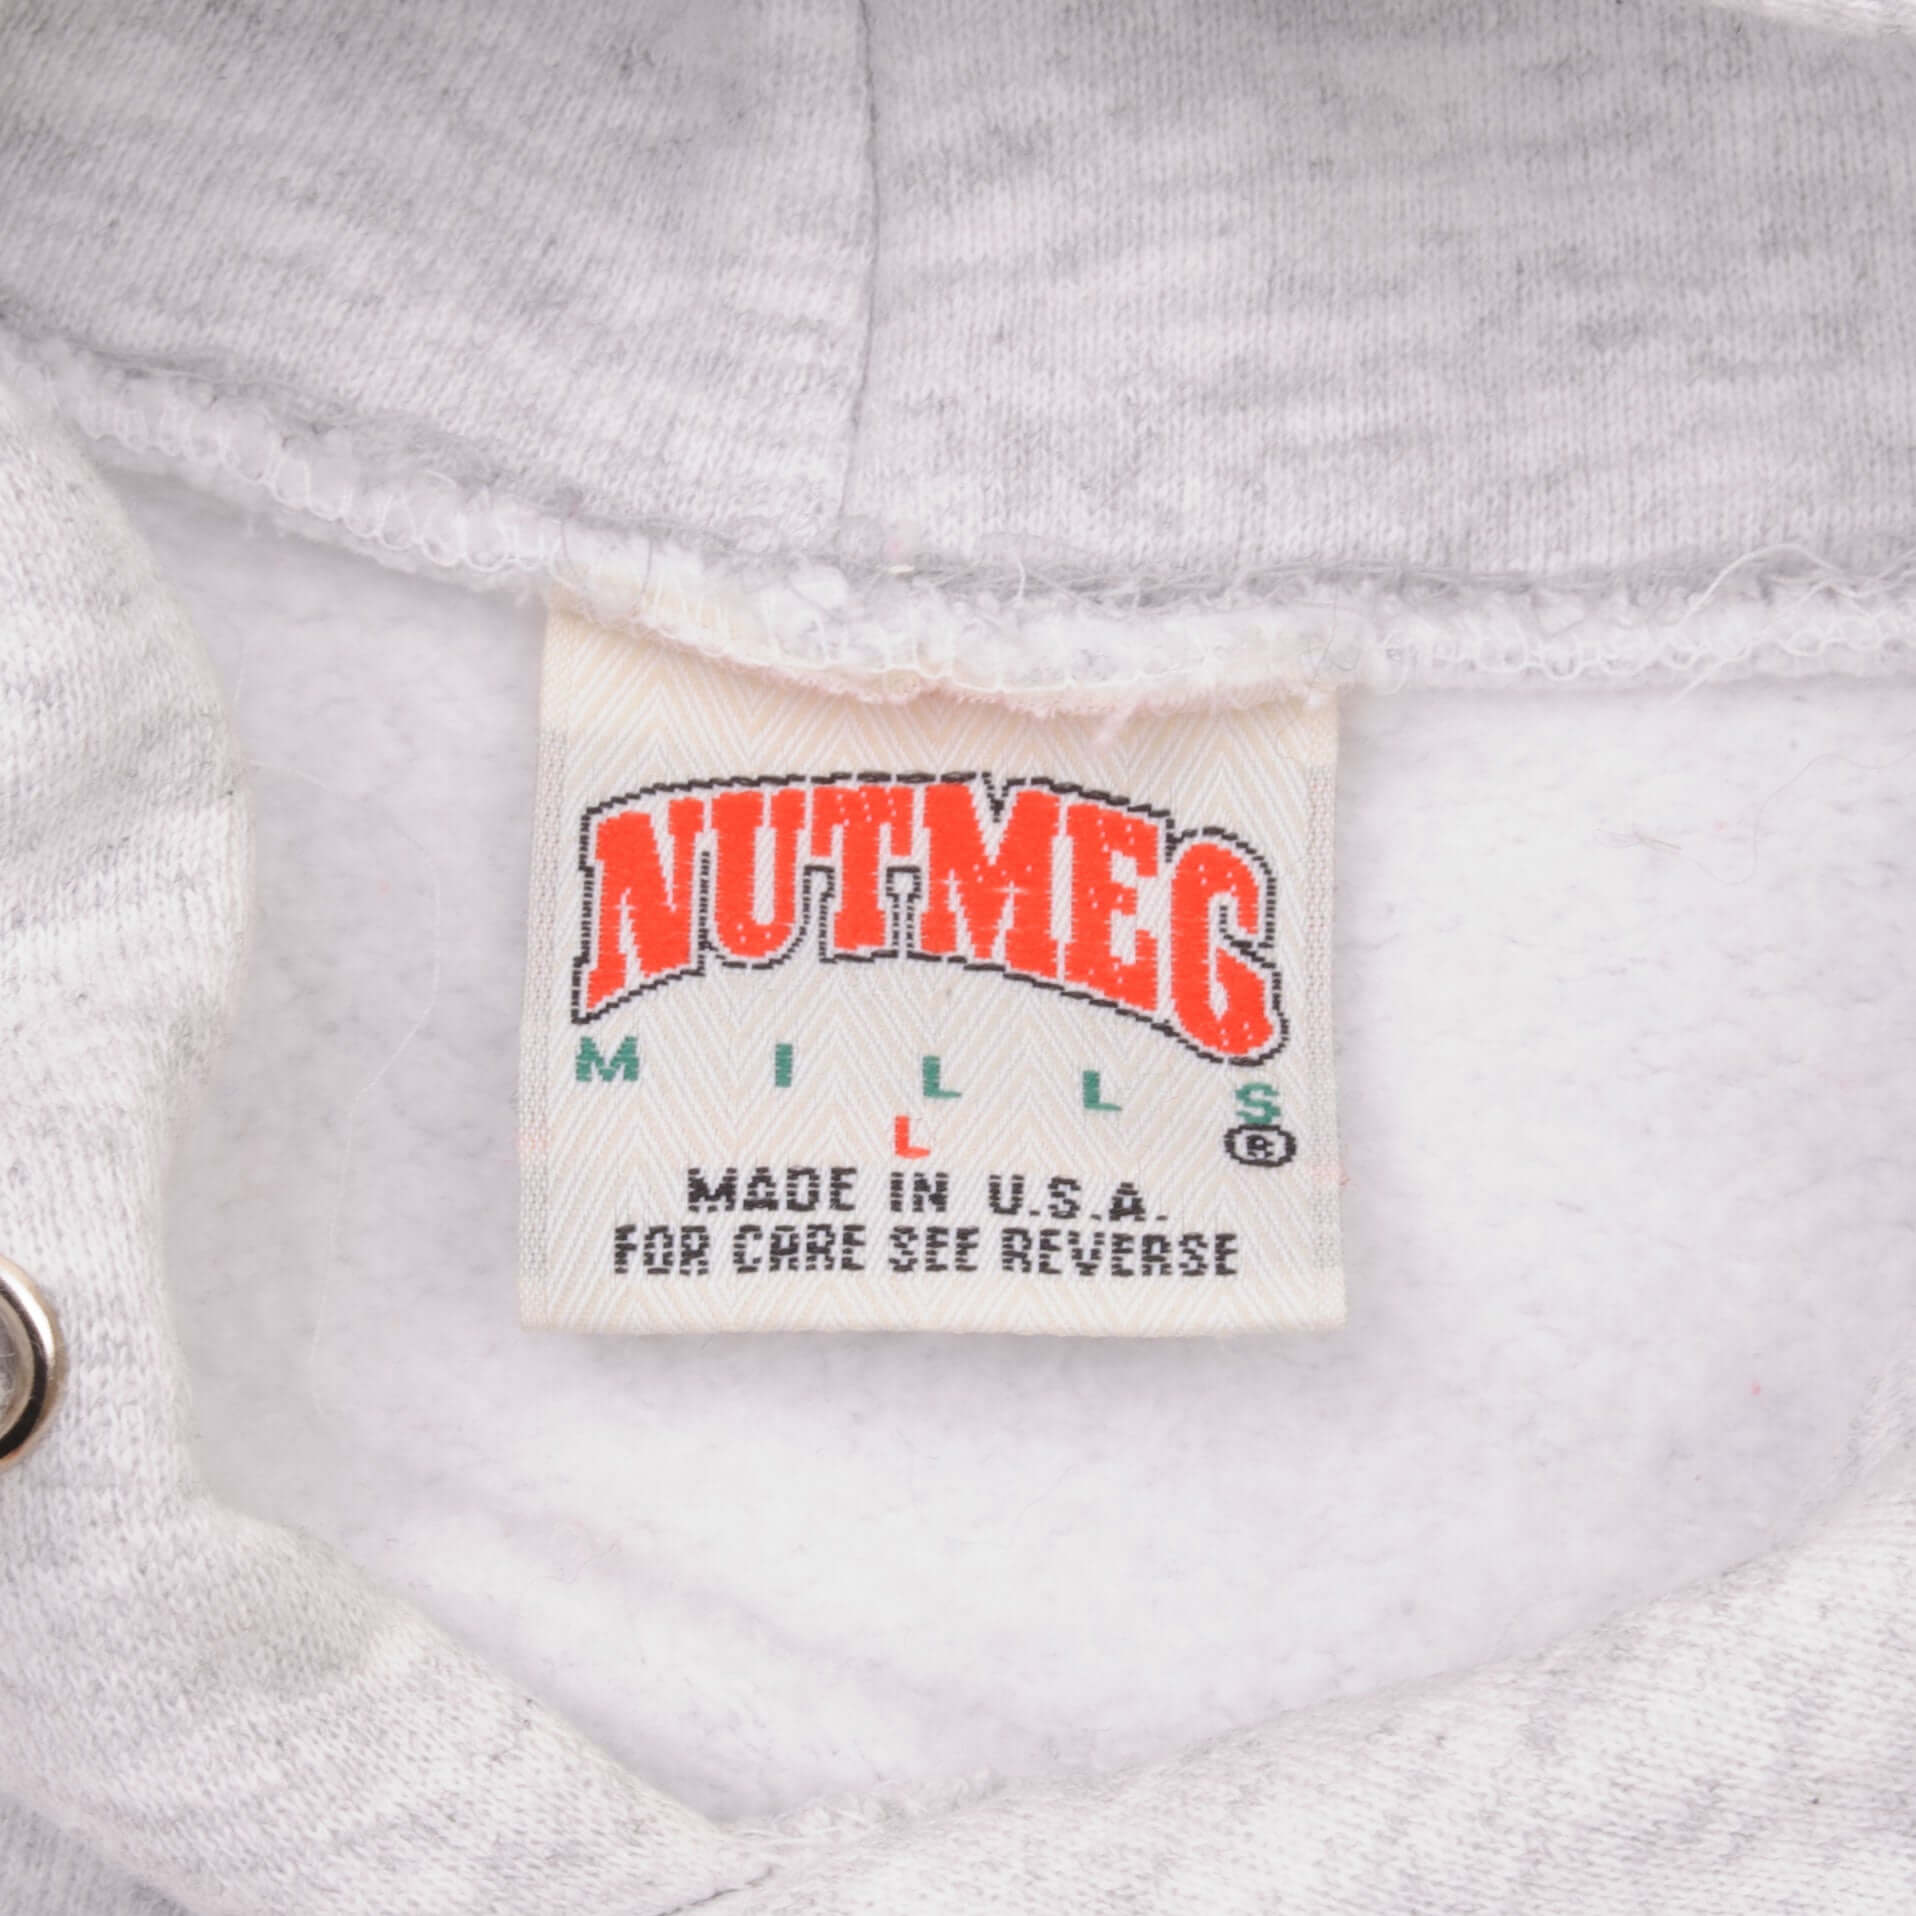 NUTMEG
MILLS
®
L
MADE IN U.S.A.
FOR CARE SEE REVERSE